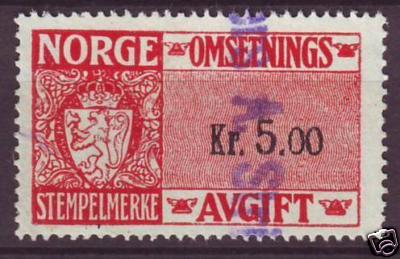 NORGE OMSETNINGS
Kr. 5.00
STEMPELMERKE AVGIFT